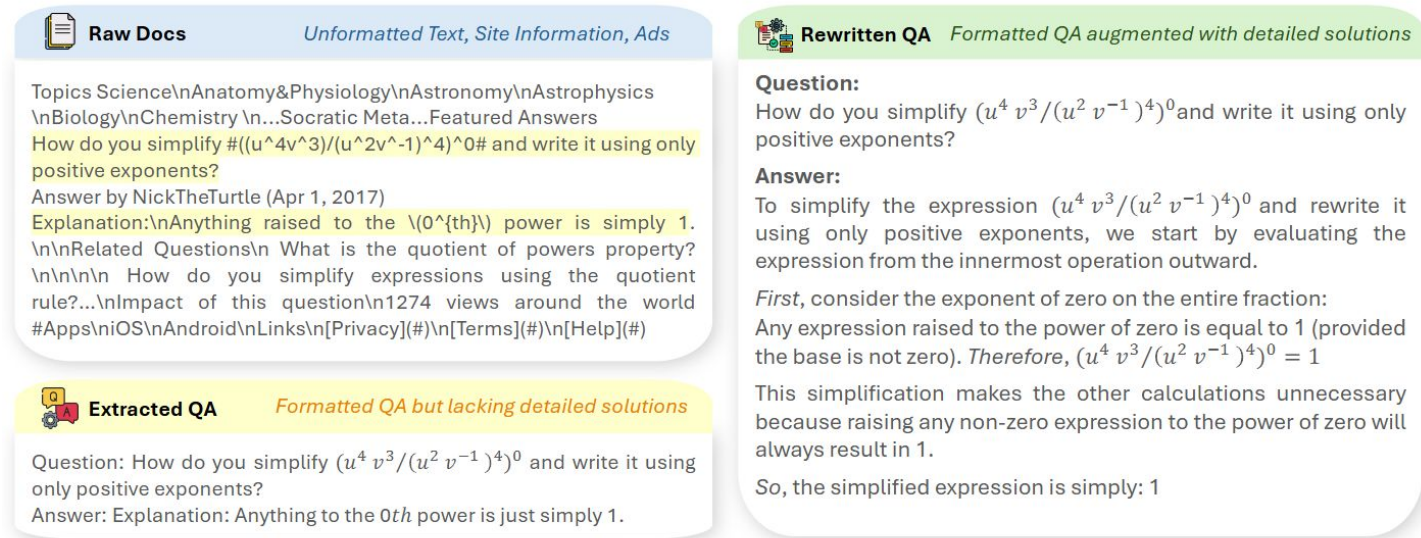 Raw Docs Unformatted Text, Site Information, Ads
Topics Science\nAnatomy&Physiology\nAstronomy\nAstrophysics
\nBiology\nChemistry \n...Socratic Meta...Featured Answers
How do you simplify #((u^4v^3)/(u^2v^-1)^4)^0# and write it using only
positive exponents?
Answer by NickTheTurtle (Apr 1, 2017)
Explanation:\nAnything raised to the \(0^{th}\) power is simply 1.
\n\nRelated Questions\n What is the quotient of powers property?
\n\n\n\n\n How do you simplify expressions using the quotient
rule?...\nImpact of this question\n1274 views around the world
#Apps\niOS\nAndroid\nLinks\n[Privacy](#)\n[Terms](#)\n[Help](#)
Q A
Extracted QA Formatted QA but lacking detailed solutions
Question: How do you simplify (u⁴ v³/(u² v⁻¹ )⁴)⁰ and write it using
only positive exponents?
Answer: Explanation: Anything to the 0th power is just simply 1.
Rewritten QA Formatted QA augmented with detailed solutions
Question:
How do you simplify (u⁴ v³/(u² v⁻¹ )⁴)⁰and write it using only
positive exponents?
Answer:
To simplify the expression (u⁴ v³/(u² v⁻¹ )⁴)⁰ and rewrite it
using only positive exponents, we start by evaluating the
expression from the innermost operation outward.
First, consider the exponent of zero on the entire fraction:
Any expression raised to the power of zero is equal to 1 (provided
the base is not zero). Therefore, (u⁴ v³/(u² v⁻¹ )⁴)⁰ = 1
This simplification makes the other calculations unnecessary
because raising any non-zero expression to the power of zero will
always result in 1.
So, the simplified expression is simply: 1